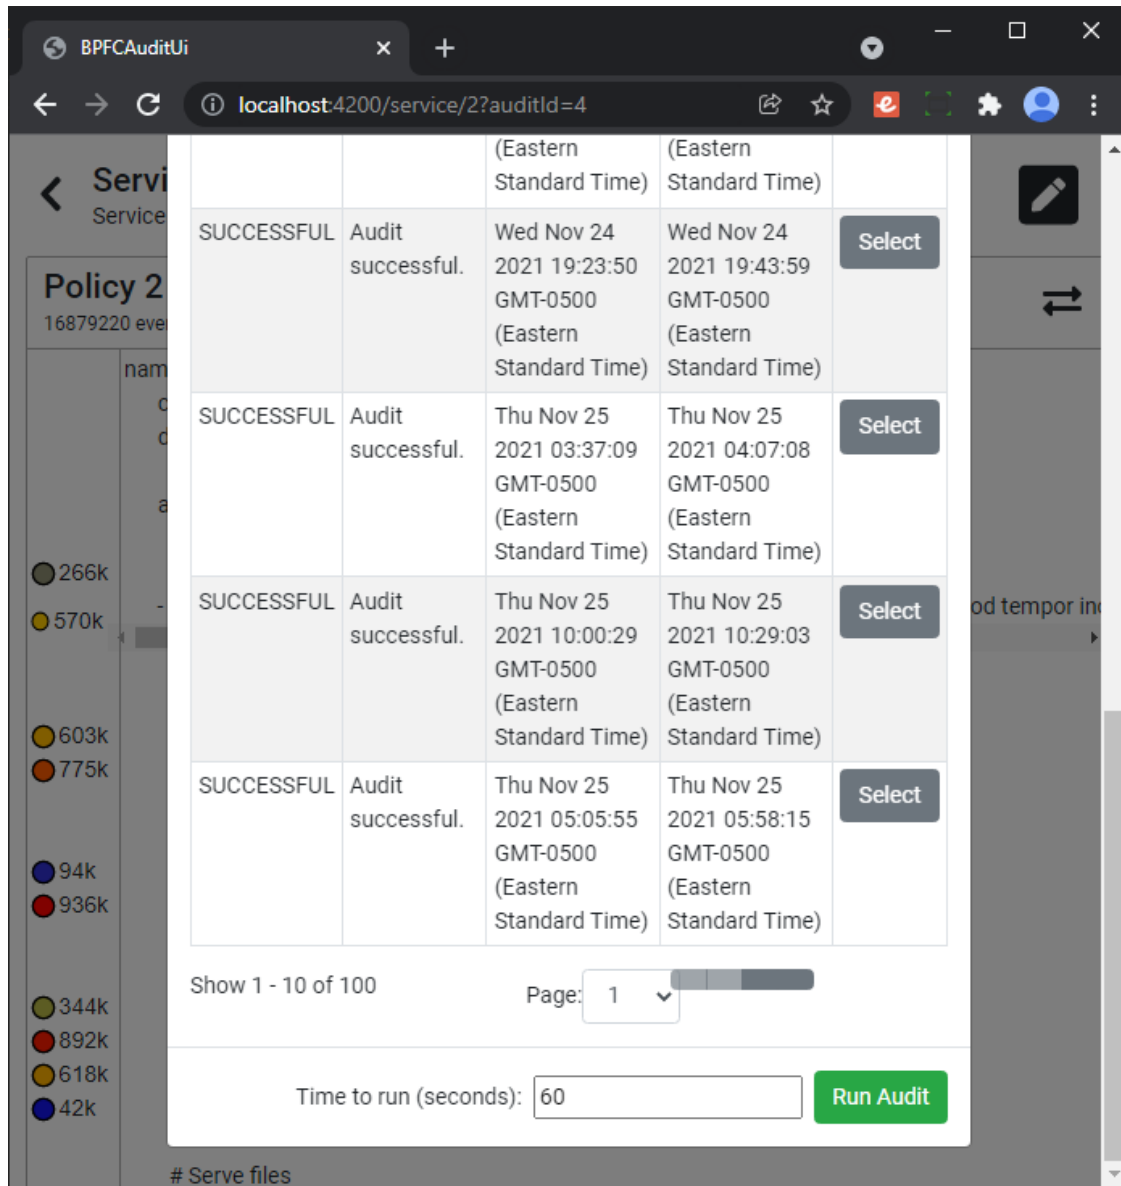 BPFCAuditUi
localhost:4200/service/2?auditId=4
Servi
Service
(Eastern Standard Time) (Eastern Standard Time)
SUCCESSFUL Audit successful. Wed Nov 24 2021 19:23:50 GMT-0500 (Eastern Standard Time) Wed Nov 24 2021 19:43:59 GMT-0500 (Eastern Standard Time) Select
Policy 2
16879220 eve
nam
c
d
a
SUCCESSFUL Audit successful. Thu Nov 25 2021 03:37:09 GMT-0500 (Eastern Standard Time) Thu Nov 25 2021 04:07:08 GMT-0500 (Eastern Standard Time) Select
266k
570k
-
od tempor inc
SUCCESSFUL Audit successful. Thu Nov 25 2021 10:00:29 GMT-0500 (Eastern Standard Time) Thu Nov 25 2021 10:29:03 GMT-0500 (Eastern Standard Time) Select
603k
775k
SUCCESSFUL Audit successful. Thu Nov 25 2021 05:05:55 GMT-0500 (Eastern Standard Time) Thu Nov 25 2021 05:58:15 GMT-0500 (Eastern Standard Time) Select
94k
936k
Show 1 - 10 of 100 Page: 1
344k
892k
618k
42k
Time to run (seconds): 60 Run Audit
# Serve files